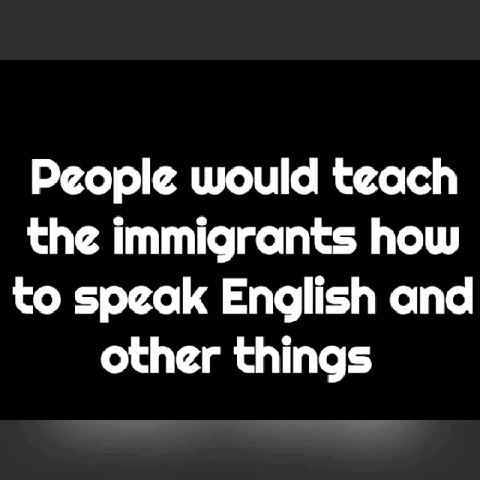 People would teach
the immigrants how
to speak English and
other things